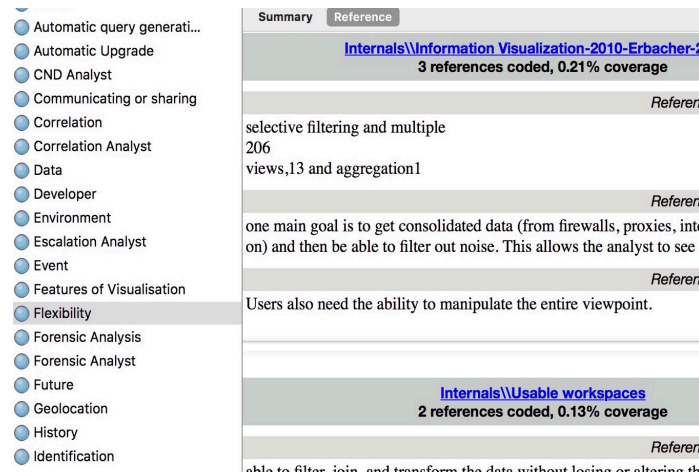 Automatic query generati...
Automatic Upgrade
CND Analyst
Communicating or sharing
Correlation
Correlation Analyst
Data
Developer
Environment
Escalation Analyst
Event
Features of Visualisation
Flexibility
Forensic Analysis
Forensic Analyst
Future
Geolocation
History
Identification
Summary
Reference
Internals\\Information Visualization-2010-Erbacher-2
3 references coded, 0.21% coverage
Referen
selective filtering and multiple
206
views,13 and aggregation1
Referen
one main goal is to get consolidated data (from firewalls, proxies, int
on) and then be able to filter out noise. This allows the analyst to see
Referen
Users also need the ability to manipulate the entire viewpoint.
Internals\\Usable workspaces
2 references coded, 0.13% coverage
Referen
able to filter, join, and transform the data without losing or altering th